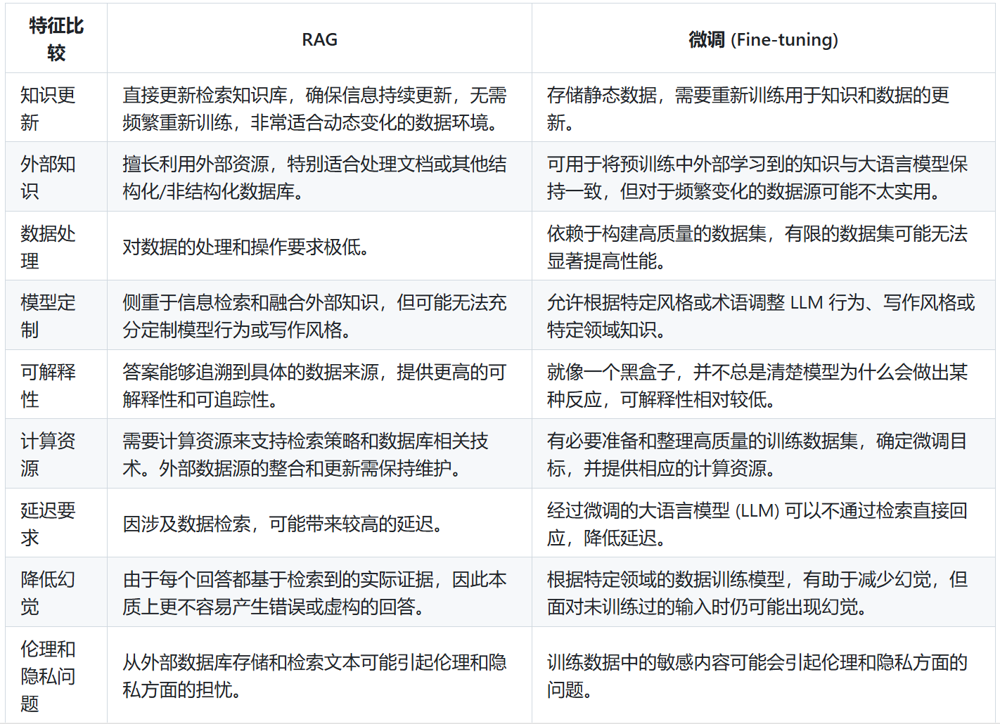 特征比
较
RAG
微调 (Fine-tuning)
知识更
新
直接更新检索知识库，确保信息持续更新，无需
频繁重新训练，非常适合动态变化的数据环境。
存储静态数据，需要重新训练用于知识和数据的更
新。
外部知
识
擅长利用外部资源，特别适合处理文档或其他结
构化/非结构化数据库。
可用于将预训练中外部学习到的知识与大语言模型保
持一致，但对于频繁变化的数据源可能不太实用。
数据处
理
对数据的处理和操作要求极低。
依赖于构建高质量的数据集，有限的数据集可能无法
显著提高性能。
模型定
制
侧重于信息检索和融合外部知识，但可能无法充
分定制模型行为或写作风格。
允许根据特定风格或术语调整 LLM 行为、写作风格或
特定领域知识。
可解释
性
答案能够追溯到具体的数据来源，提供更高的可
解释性和可追踪性。
就像一个黑盒子，并不总是清楚模型为什么会做出某
种反应，可解释性相对较低。
计算资
源
需要计算资源来支持检索策略和数据库相关技
术。外部数据源的整合和更新需保持维护。
有必要准备和整理高质量的训练数据集，确定微调目
标，并提供相应的计算资源。
延迟要
求
因涉及数据检索，可能带来较高的延迟。
经过微调的大语言模型 (LLM) 可以不通过检索直接回
应，降低延迟。
降低幻
觉
由于每个回答都基于检索到的实际证据，因此本
质上更不容易产生错误或虚构的回答。
根据特定领域的数据训练模型，有助于减少幻觉，但
面对未训练过的输入时仍可能出现幻觉。
伦理和
隐私问
题
从外部数据库存储和检索文本可能引起伦理和隐
私方面的担忧。
训练数据中的敏感内容可能会引起伦理和隐私方面的
问题。